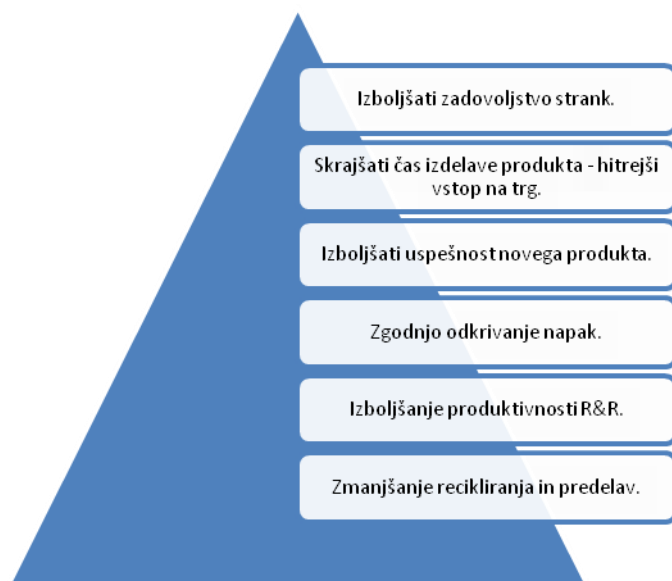 Izboljšati zadovoljstvo strank.
Skrajšati čas izdelave produkta - hitrejši
vstop na trg.
Izboljšati uspešnost novega produkta.
Zgodnjo odkrivanje napak.
Izboljšanje produktivnosti R&R.
Zmanjšanje recikliranja in predelav.